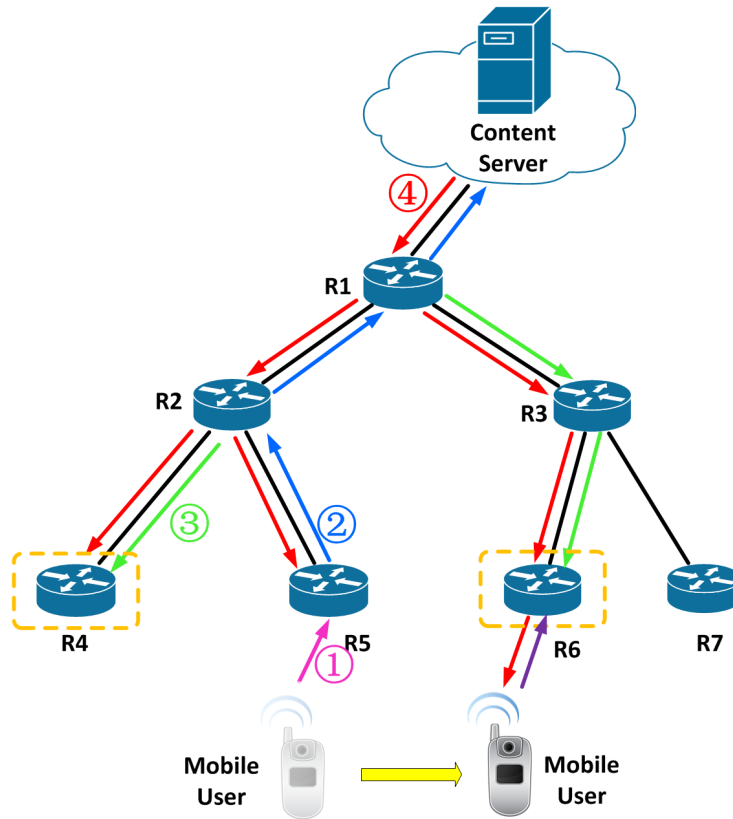 Content
Server
④
R1
R2
R3
③
②
R4
R5
R6
R7
①
Mobile
User
Mobile
User